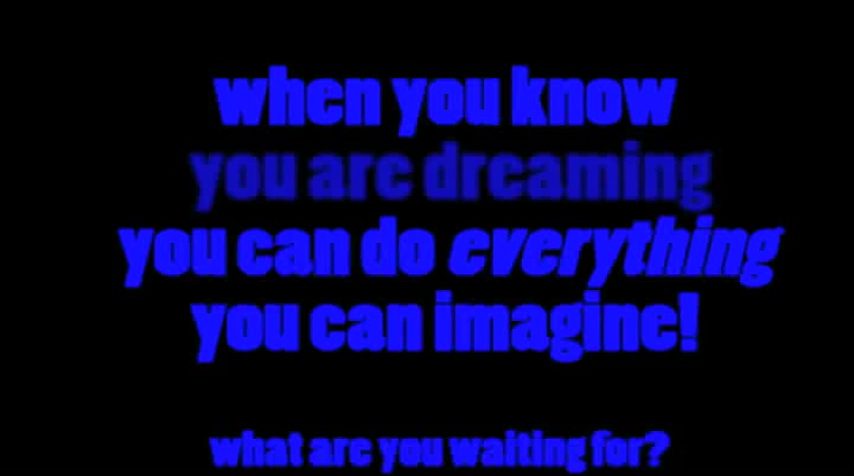 when you know
you are dreaming
you can do everything
you can imagine!
what are you waiting for?